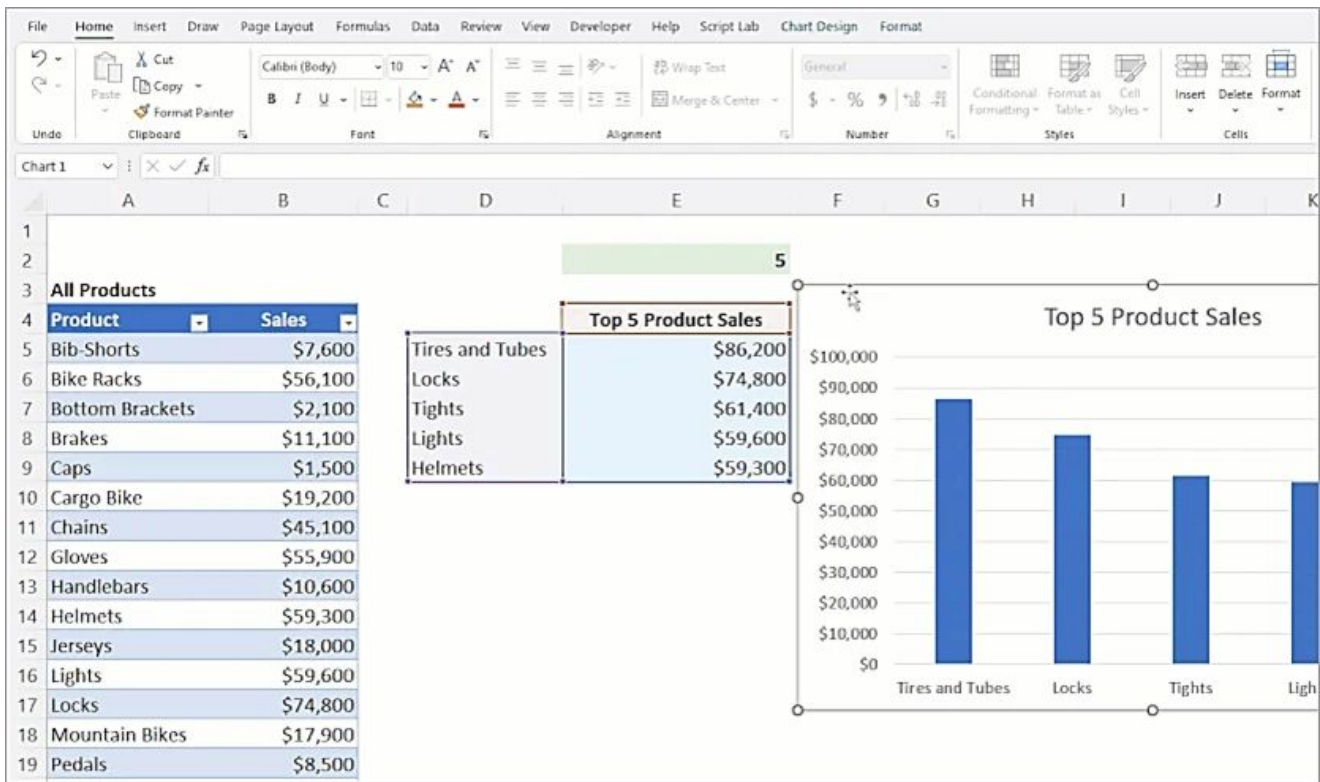 File Home Insert Draw Page Layout Formulas Data Review View Developer Help Script Lab Chart Design Format
Cut
Copy
Format Painter
Paste
Calibri (Body) 10 A A
B I U A
Wrap Text
Merge & Center
General
$ % 9
Conditional Formatting
Format as Table
Cell Styles
Insert Delete Format
Undo Clipboard Font Alignment Number Styles Cells
Chart 1 fx
A B C D E F G H I J K
1
2 5
3 All Products
4 Product Sales Top 5 Product Sales
5 Bib-Shorts $7,600 Tires and Tubes $86,200
6 Bike Racks $56,100 Locks $74,800
7 Bottom Brackets $2,100 Tights $61,400
8 Brakes $11,100 Lights $59,600
9 Caps $1,500 Helmets $59,300
10 Cargo Bike $19,200
11 Chains $45,100
12 Gloves $55,900
13 Handlebars $10,600
14 Helmets $59,300
15 Jerseys $18,000
16 Lights $59,600
17 Locks $74,800
18 Mountain Bikes $17,900
19 Pedals $8,500
Top 5 Product Sales
$100,000
$90,000
$80,000
$70,000
$60,000
$50,000
$40,000
$30,000
$20,000
$10,000
$0
Tires and Tubes Locks Tights Ligh